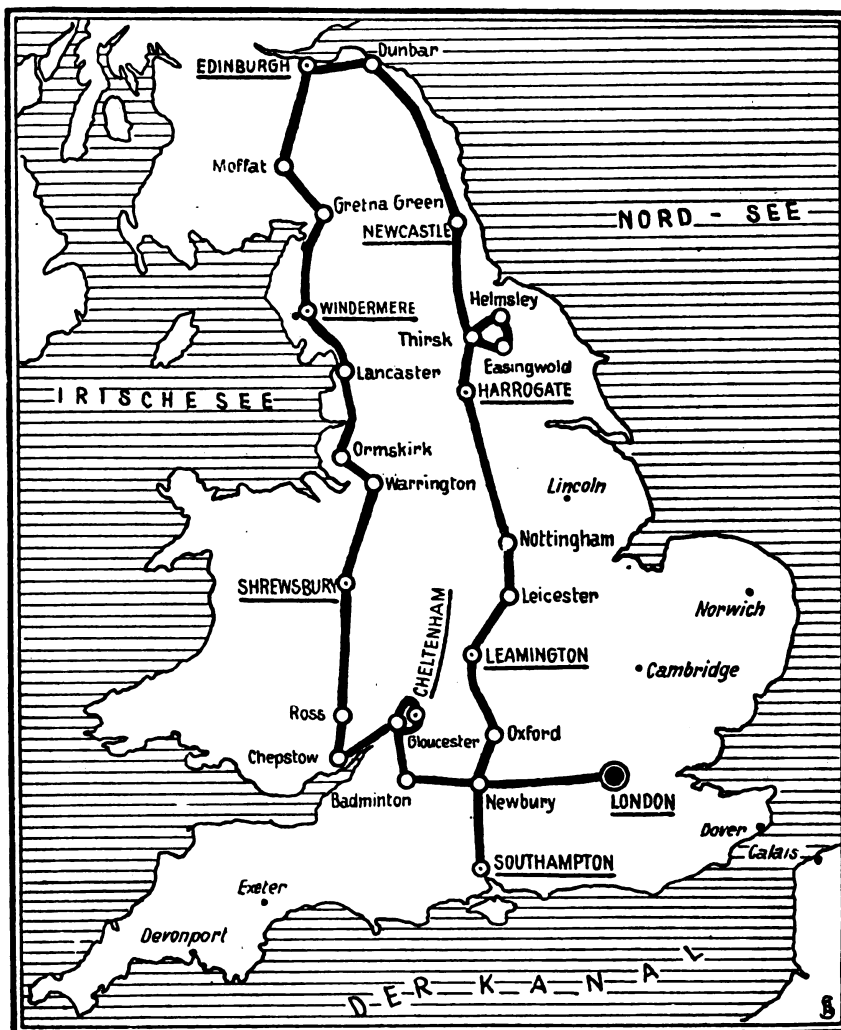 EDINBURGH
Dunbar
Moffat
Gretna Green
NEWCASTLE
NORD - SEE
WINDERMERE
Helmsley
Thirsk
Easingwold
Lancaster
HARROGATE
IRISCHE SEE
Ormskirk
Warrington
Lincoln
Nottingham
SHREWSBURY
Leicester
Norwich
CHELTENHAM
LEAMINGTON
Cambridge
Ross
Gloucester
Oxford
Chepstow
Badminton
Newbury
LONDON
Dover
Calais
SOUTHAMPTON
Exeter
Devonport
DER KANAL